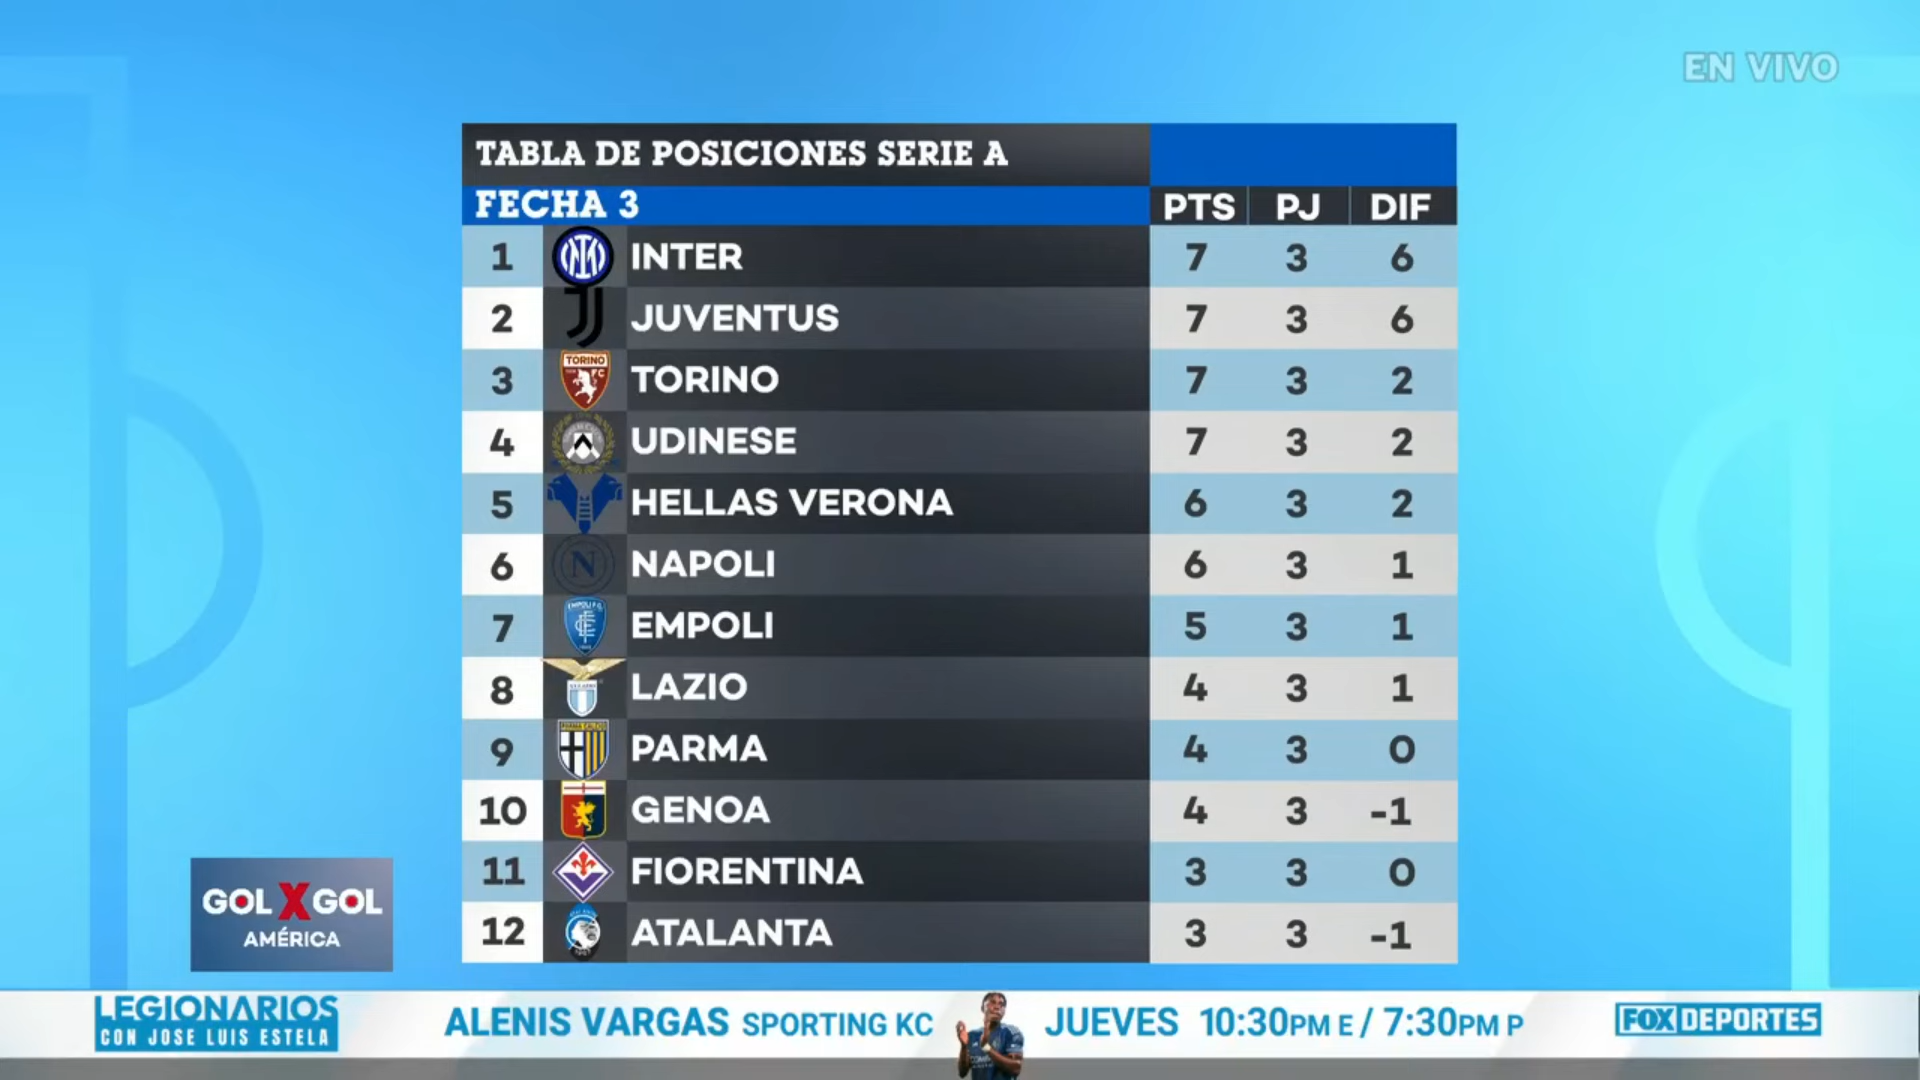 EN VIVO
TABLA DE POSICIONES SERIE A
FECHA 3 PTS PJ DIF
1 INTER 7 3 6
2 JUVENTUS 7 3 6
3 TORINO 7 3 2
4 UDINESE 7 3 2
5 HELLAS VERONA 6 3 2
6 N NAPOLI 6 3 1
7 EMPOLI 5 3 1
8 LAZIO 4 3 1
9 PARMA 4 3 0
10 GENOA 4 3 -1
11 FIORENTINA 3 3 0
12 ATALANTA 3 3 -1
TORINO
FC
GOL X GOL
AMÉRICA
LEGIONARIOS
CON JOSE LUIS ESTELA
ALENIS VARGAS SPORTING KC JUEVES 10:30PM E / 7:30PM P
FOX DEPORTES